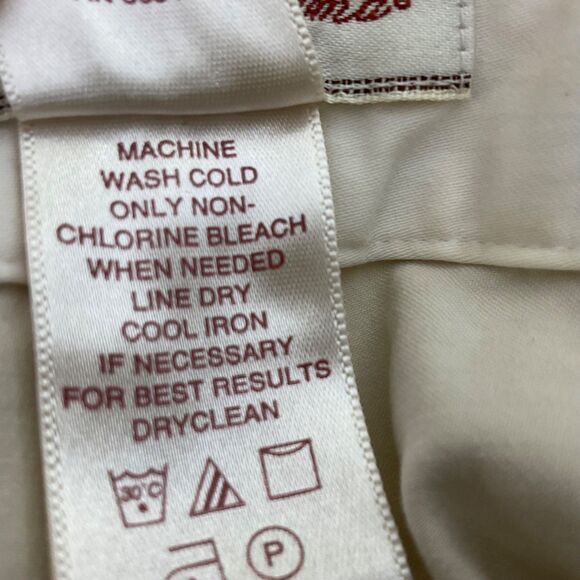 MACHINE
WASH COLD
ONLY NON-
CHLORINE BLEACH
WHEN NEEDED
LINE DRY
COOL IRON
IF NECESSARY
FOR BEST RESULTS
DRYCLEAN
30°C
P